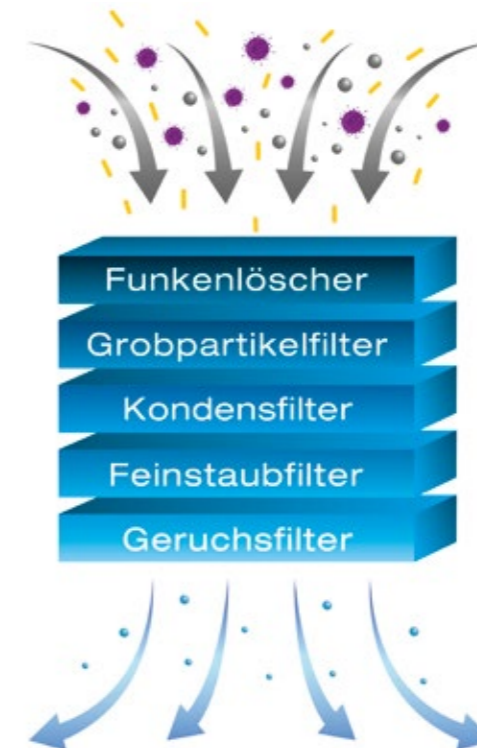 Funkenlöscher
Grobpartikelfilter
Kondensfilter
Feinstaubfilter
Geruchsfilter